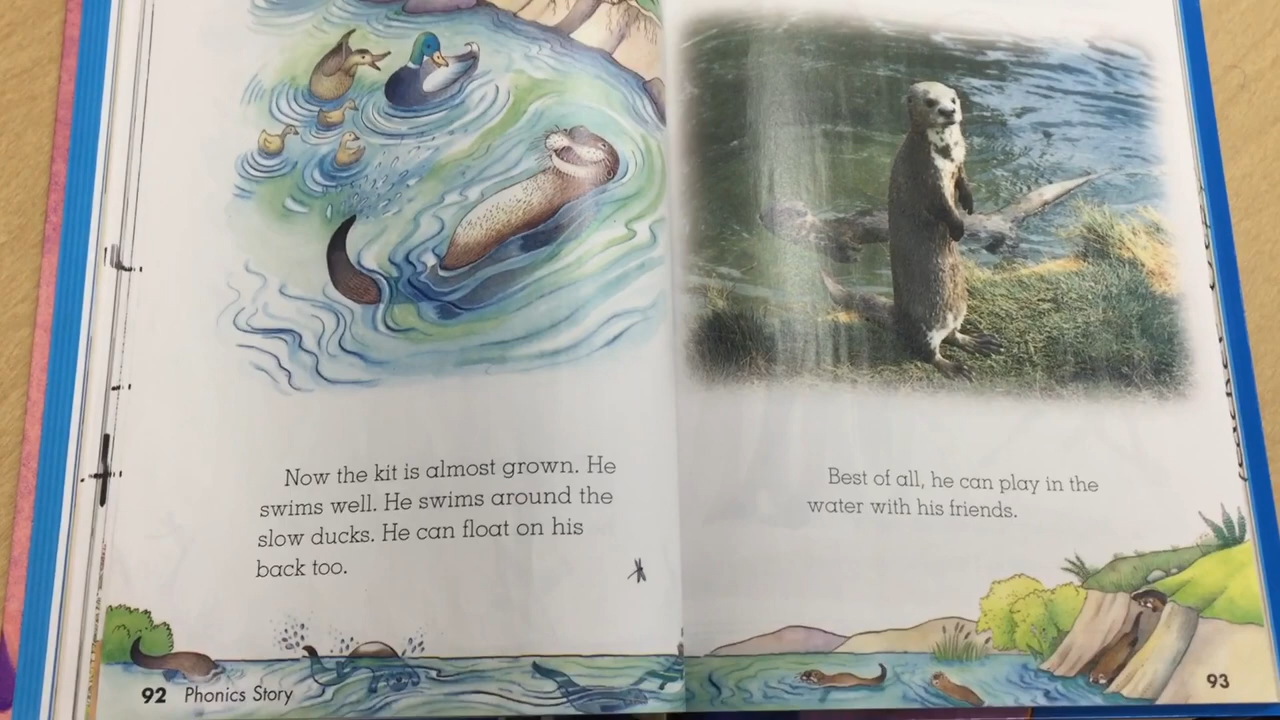 Now the kit is almost grown. He
swims well. He swims around the
slow ducks. He can float on his
back too.
92 Phonics Story
Best of all, he can play in the
water with his friends.
93